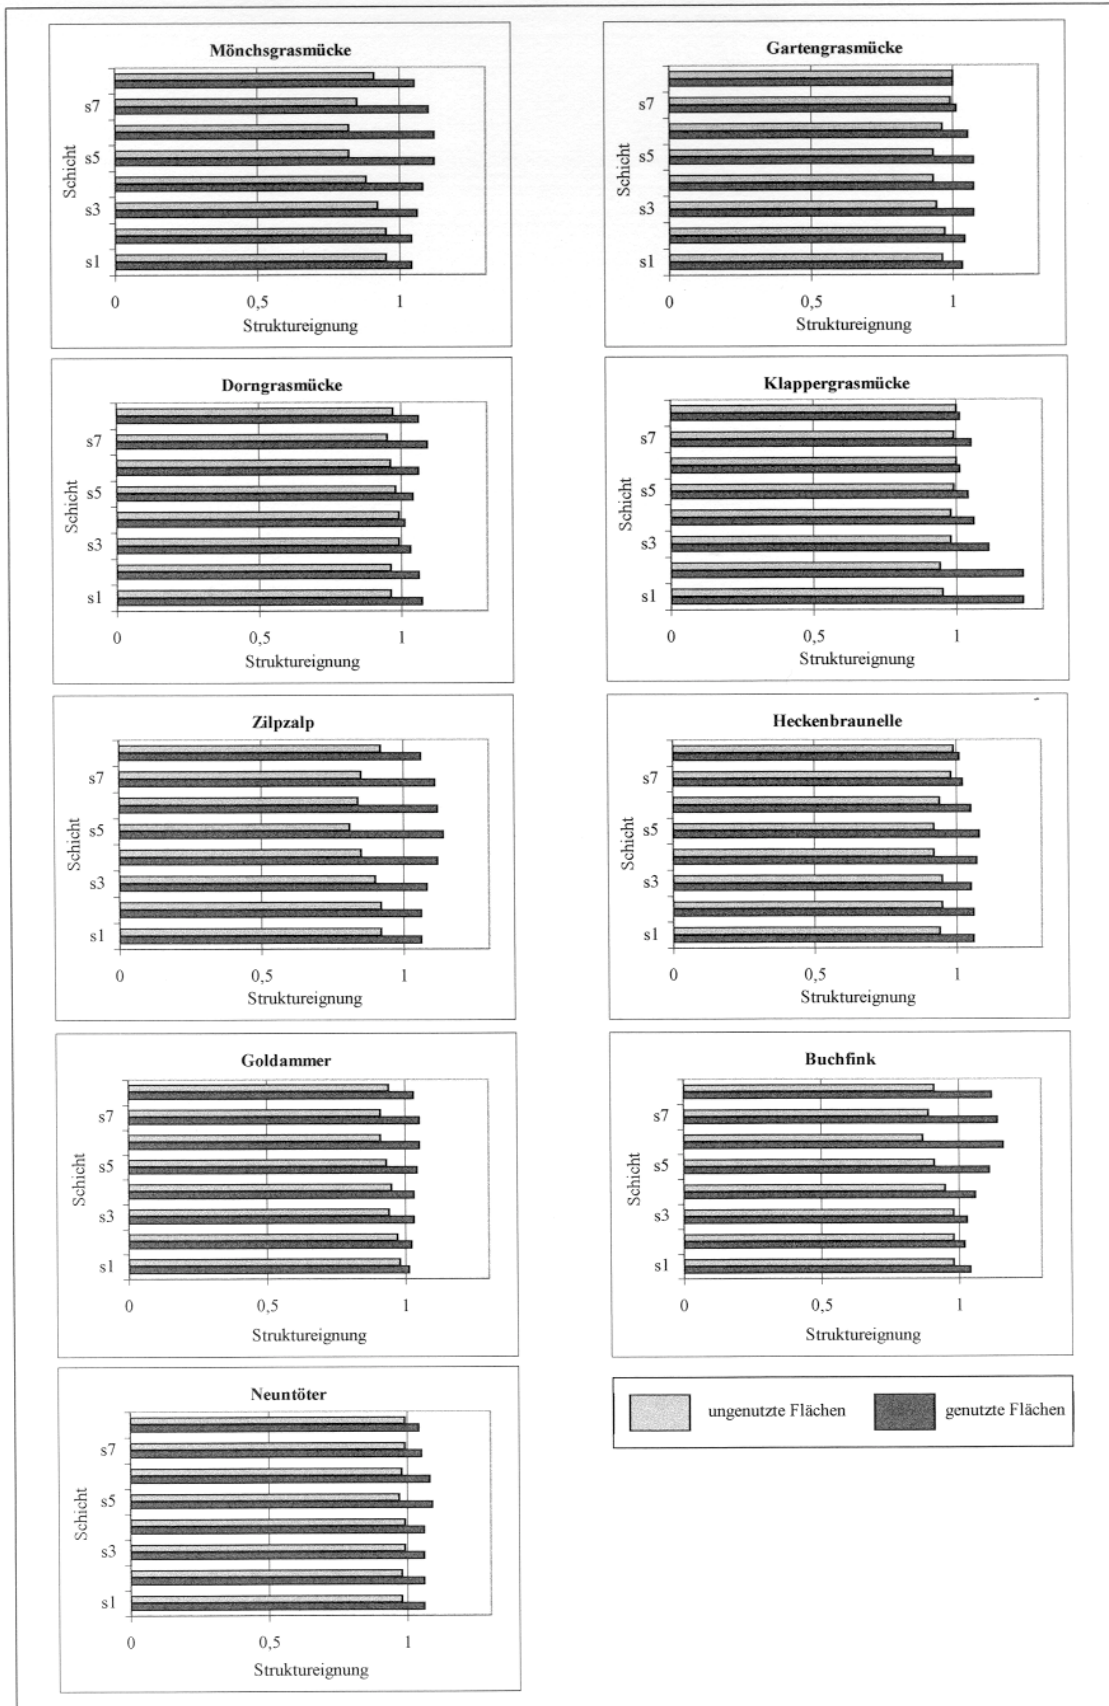 Mönchsgrasmücke
Schicht
s7
s5
s3
s1
0 0,5 1
Struktureignung
Gartengrasmücke
Schicht
s7
s5
s3
s1
0 0,5 1
Struktureignung
Dorngrasmücke
Schicht
s7
s5
s3
s1
0 0,5 1
Struktureignung
Klappergrasmücke
Schicht
s7
s5
s3
s1
0 0,5 1
Struktureignung
Zilpzalp
Schicht
s7
s5
s3
s1
0 0,5 1
Struktureignung
Heckenbraunelle
Schicht
s7
s5
s3
s1
0 0,5 1
Struktureignung
Goldammer
Schicht
s7
s5
s3
s1
0 0,5 1
Struktureignung
Buchfink
Schicht
s7
s5
s3
s1
0 0,5 1
Struktureignung
Neuntöter
Schicht
s7
s5
s3
s1
0 0,5 1
Struktureignung
ungenutzte Flächen genutzte Flächen